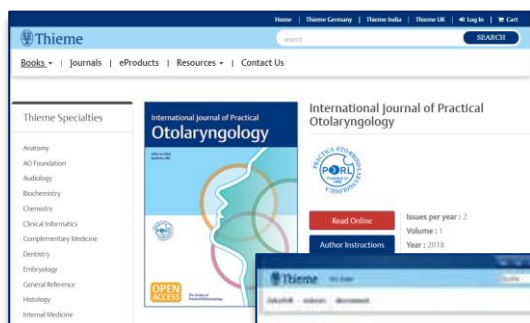 Home | Thieme Germany | Thieme India | Thieme UK | Log In | Cart
Thieme
search
SEARCH
Books | Journals | eProducts | Resources | Contact Us
Thieme Specialties
Anatomy
AO Foundation
Audiology
Biochemistry
Chemistry
Clinical Informatics
Complementary Medicine
Dentistry
Embryology
General Reference
Histology
Internal Medicine
International Journal of Practical
Otolaryngology
OPEN
ACCESS
International Journal of Practical
Otolaryngology
PORL
Read Online
Author Instructions
Issues per year : 2
Volume : 1
Year : 2018
Thieme